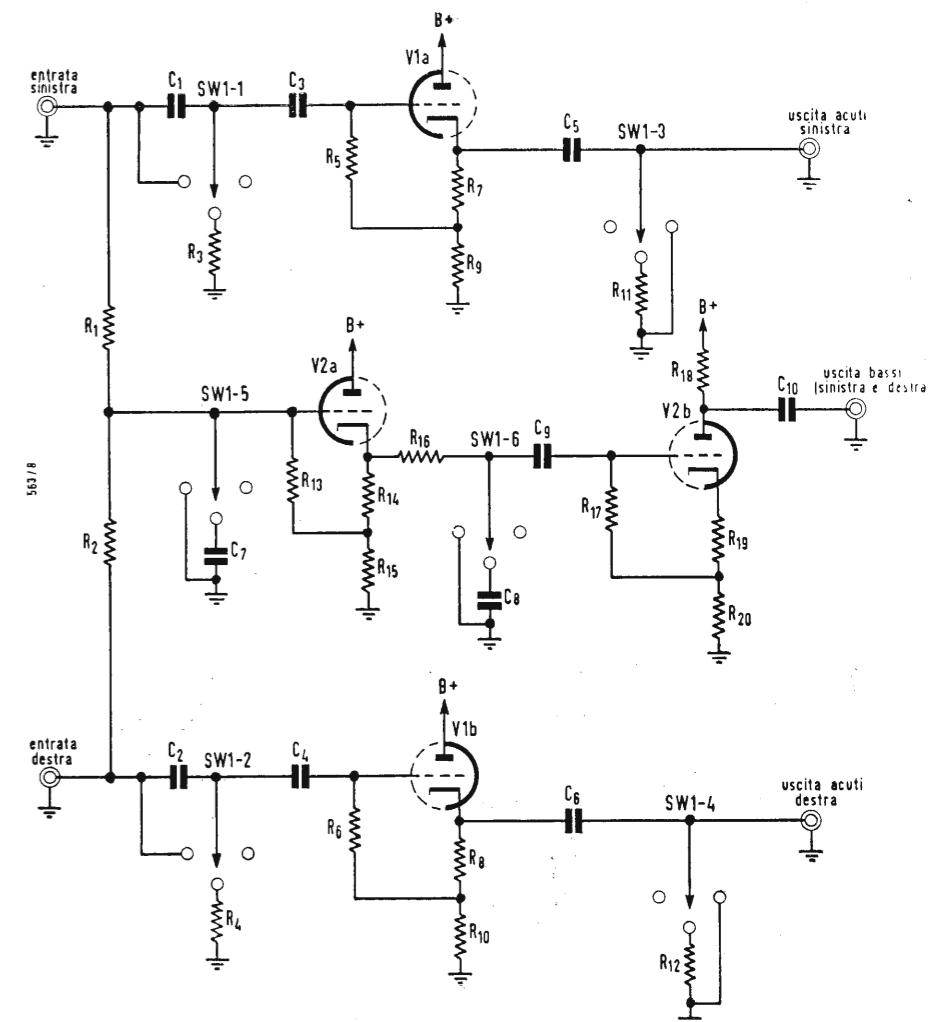 B+
V1a
entrata
sinistra
C1
SW1-1
C3
uscita acuti
sinistra
C5
SW1-3
R5
R7
R3
R9
R11
R1
B+
B+
V2a
R18
uscita bassi
(sinistra e destra
C10
SW1-5
V2b
R16
SW1-6
C9
563/8
R13
R14
R17
R2
C7
R15
R19
C8
R20
B+
V1b
entrata
destra
C2
SW1-2
C4
uscita acuti
destra
C6
SW1-4
R6
R8
R4
R10
R12